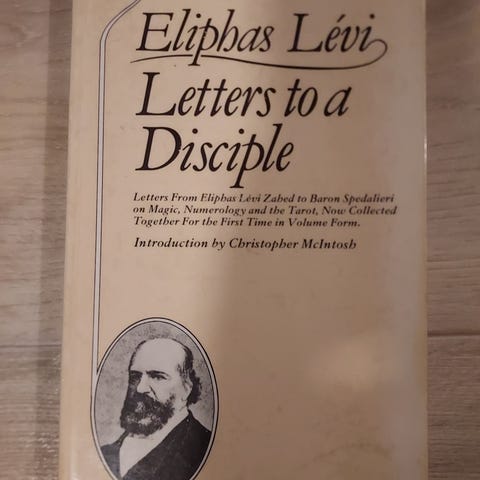 Eliphas Lévi
Letters to a
Disciple
Letters From Eliphas Lévi Zahed to Baron Spedalieri
on Magic, Numerology and the Tarot, Now Collected
Together For the First Time in Volume Form.
Introduction by Christopher McIntosh